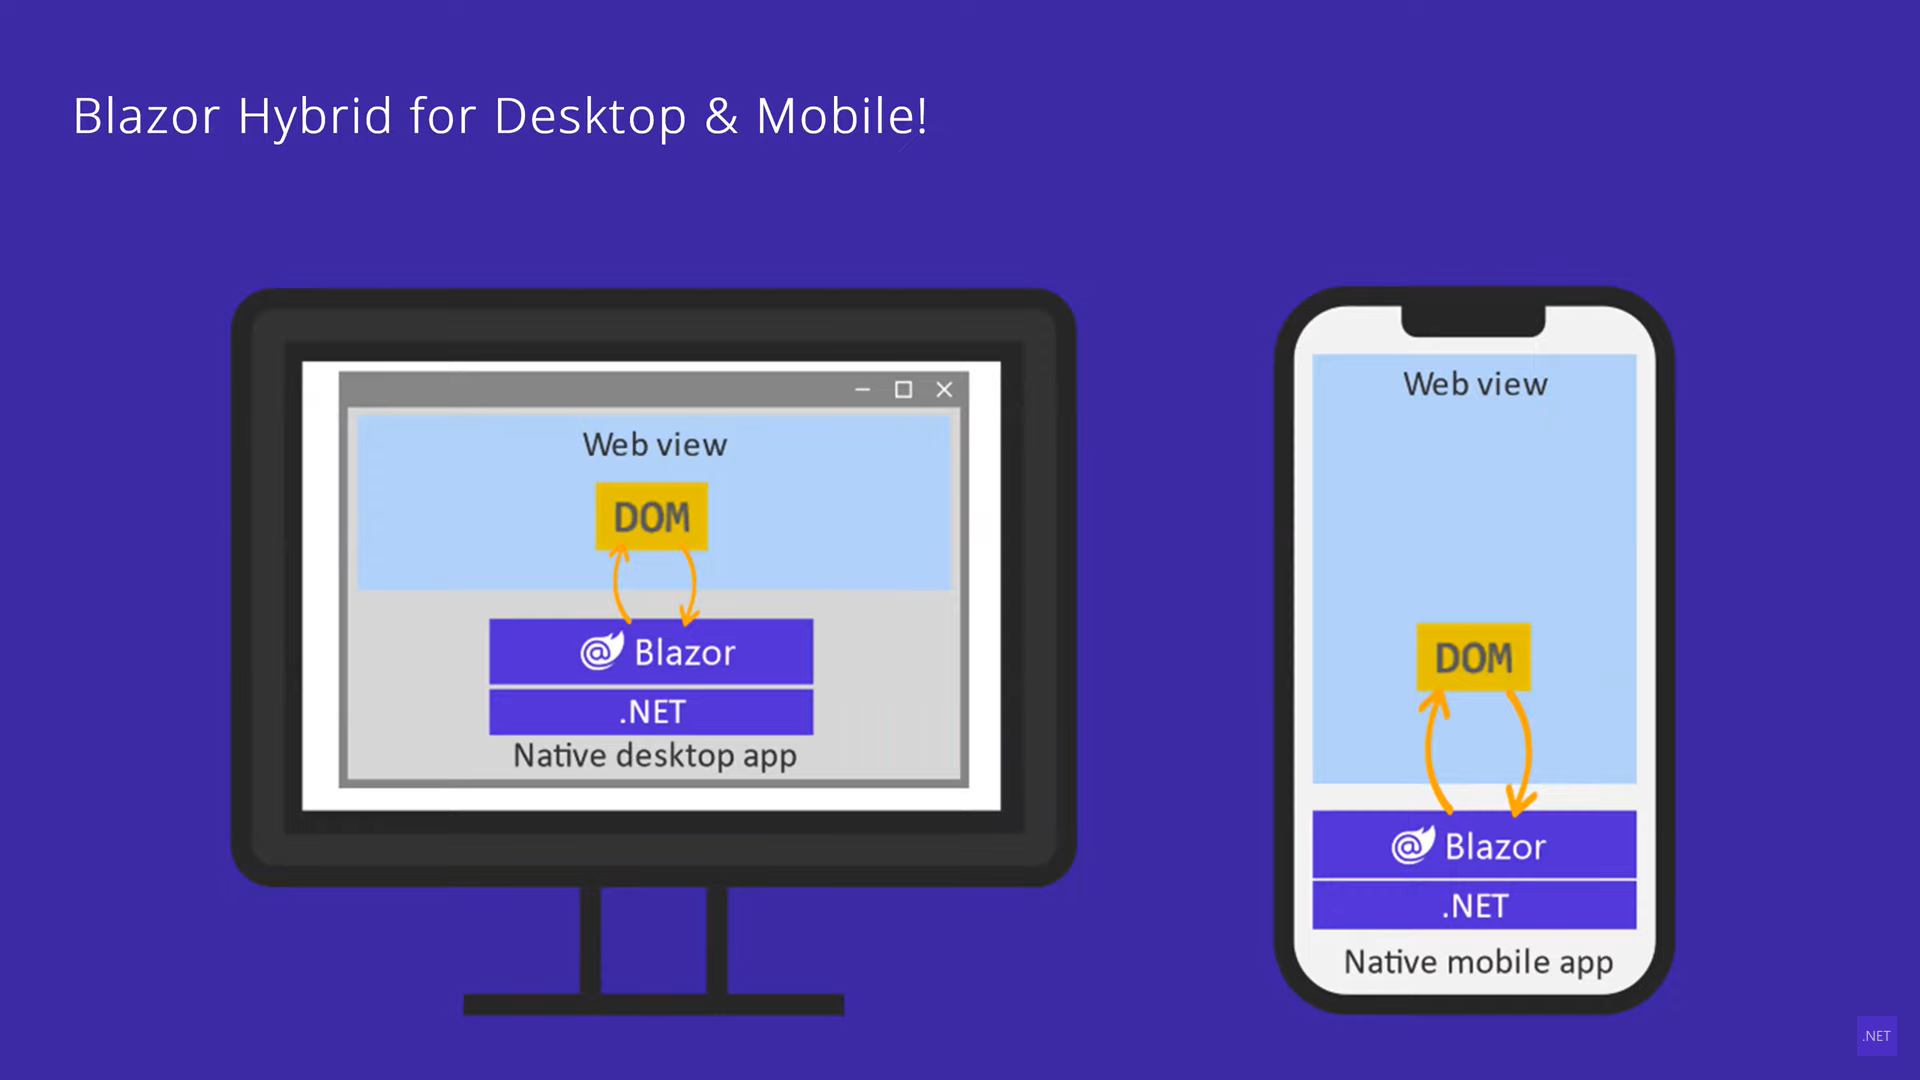 Blazor Hybrid for Desktop & Mobile!
Web view
DOM
Blazor
.NET
Native desktop app
Web view
DOM
Blazor
.NET
Native mobile app
.NET